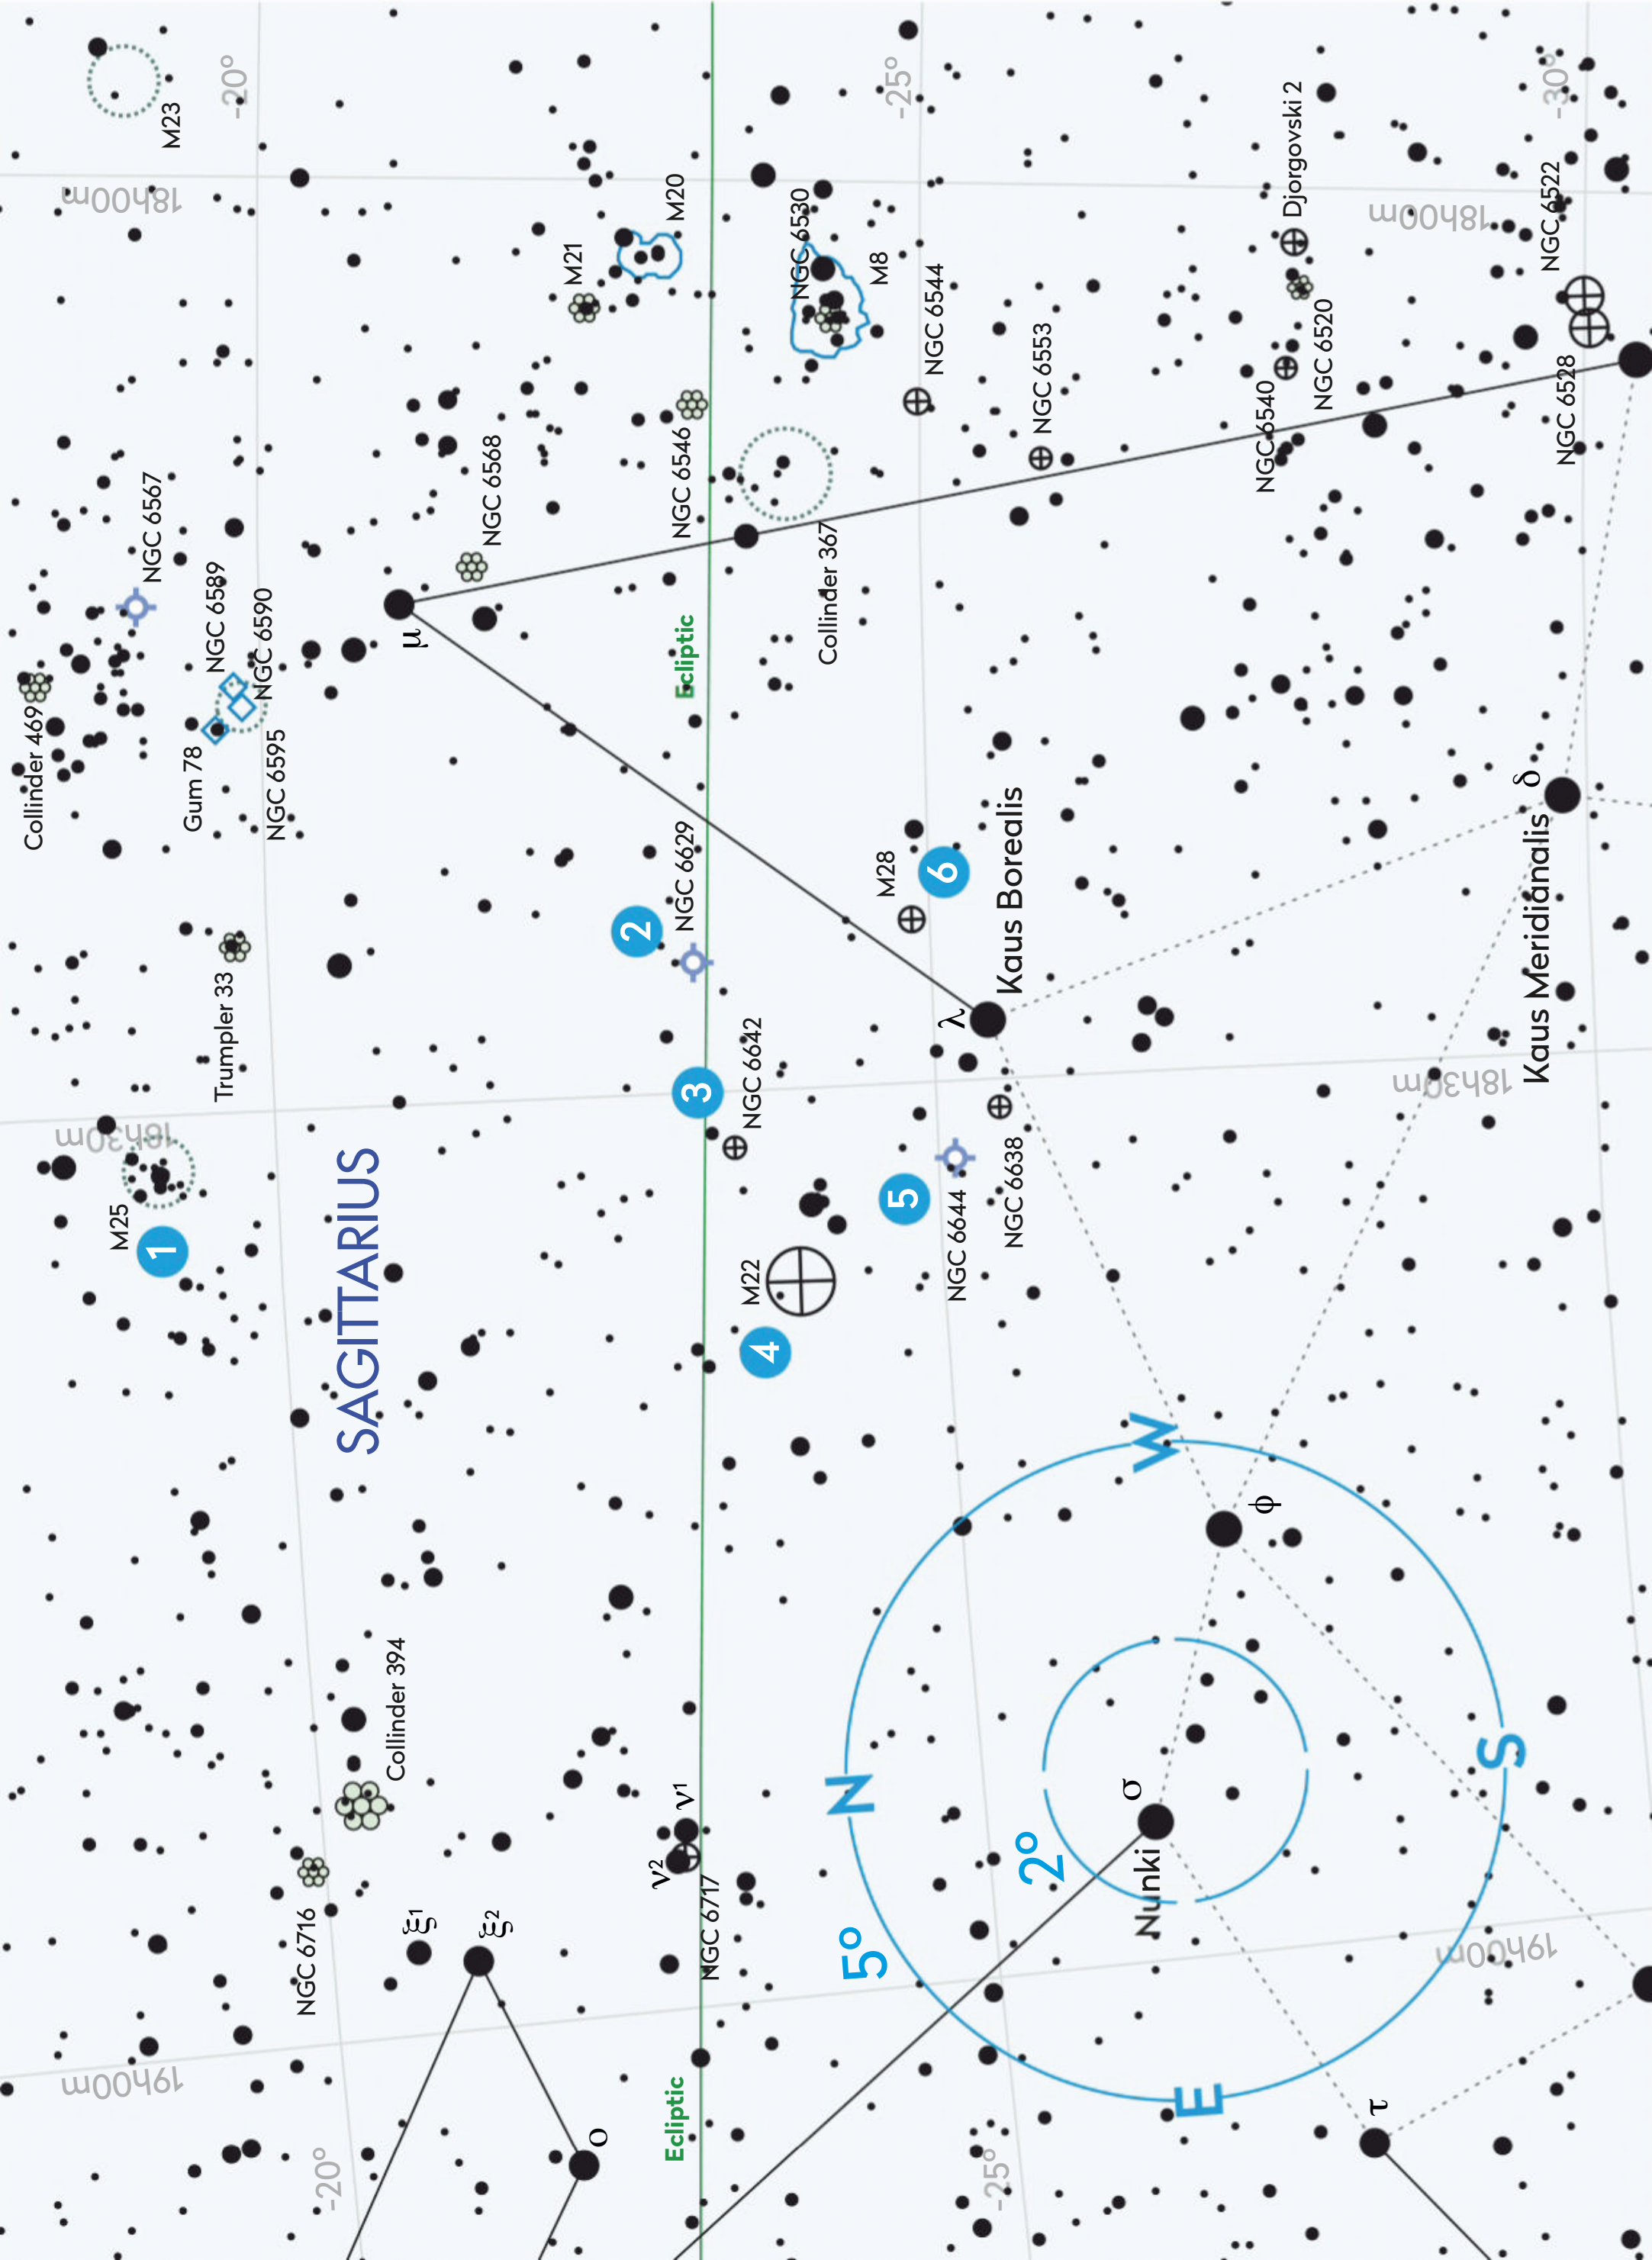 M23
-20°
18h00m
-25°
-30°
Djorgovski 2
M20
M21
NGC 6530
M8
NGC 6544
18h00m
NGC 6522
NGC 6553
NGC 6520
NGC 6540
NGC 6528
NGC 6546
NGC 6568
NGC 6567
Collinder 367
NGC 6589
NGC 6590
μ
Ecliptic
Collinder 469
Gum 78
NGC 6595
NGC 6629
M28
6
Kaus Borealis
δ
Kaus Meridianalis
2
Trumpler 33
λ
NGC 6642
3
18h30m
18h30m
M25
1
5
NGC 6644
NGC 6638
SAGITTARIUS
M22
4
W
φ
Collinder 394
N
S
ν1
ν2
σ
2°
Nunki
NGC 6717
NGC 6716
ξ1
ξ2
5°
19h00m
19h00m
Ecliptic
ο
E
τ
-20°
-25°